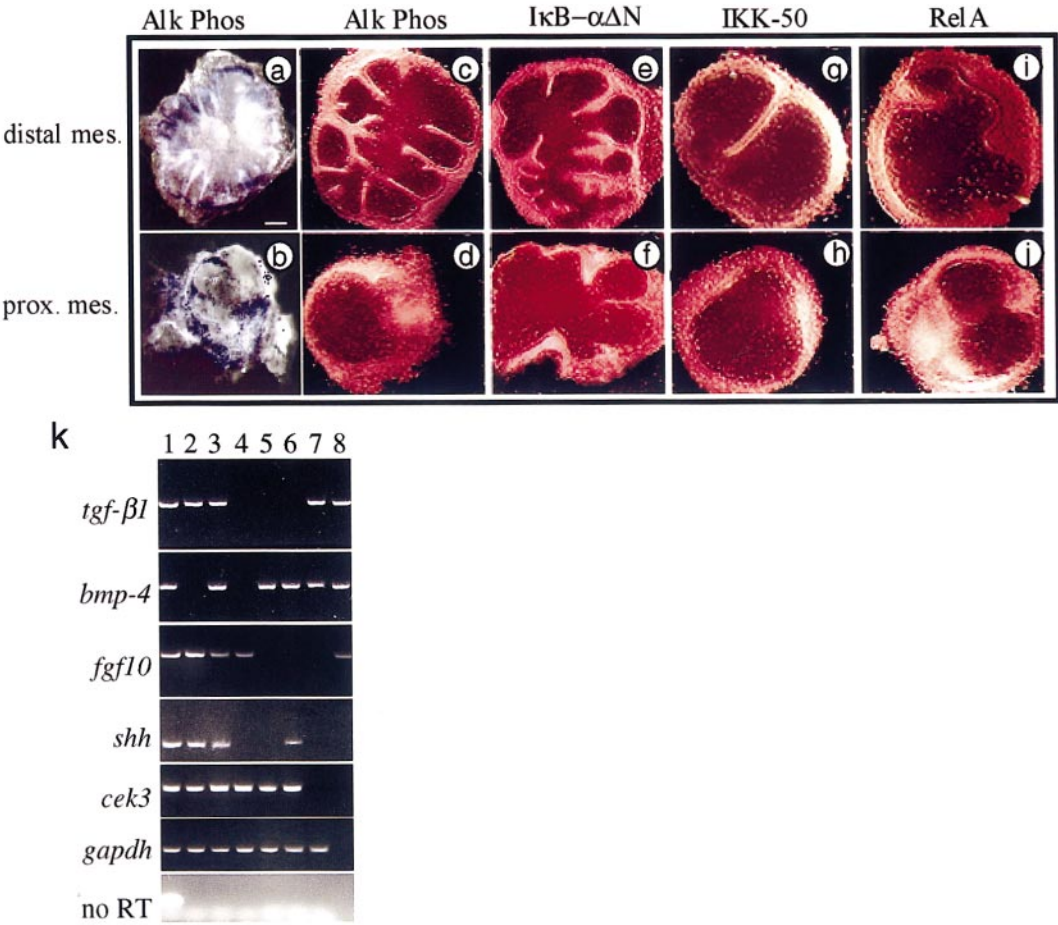 Alk Phos Alk Phos IκB–αΔN IKK-50 RelA
distal mes. a c e g i
prox. mes. b d f h j
k
1 2 3 4 5 6 7 8
tgf-β1
bmp-4
fgf10
shh
cek3
gapdh
no RT